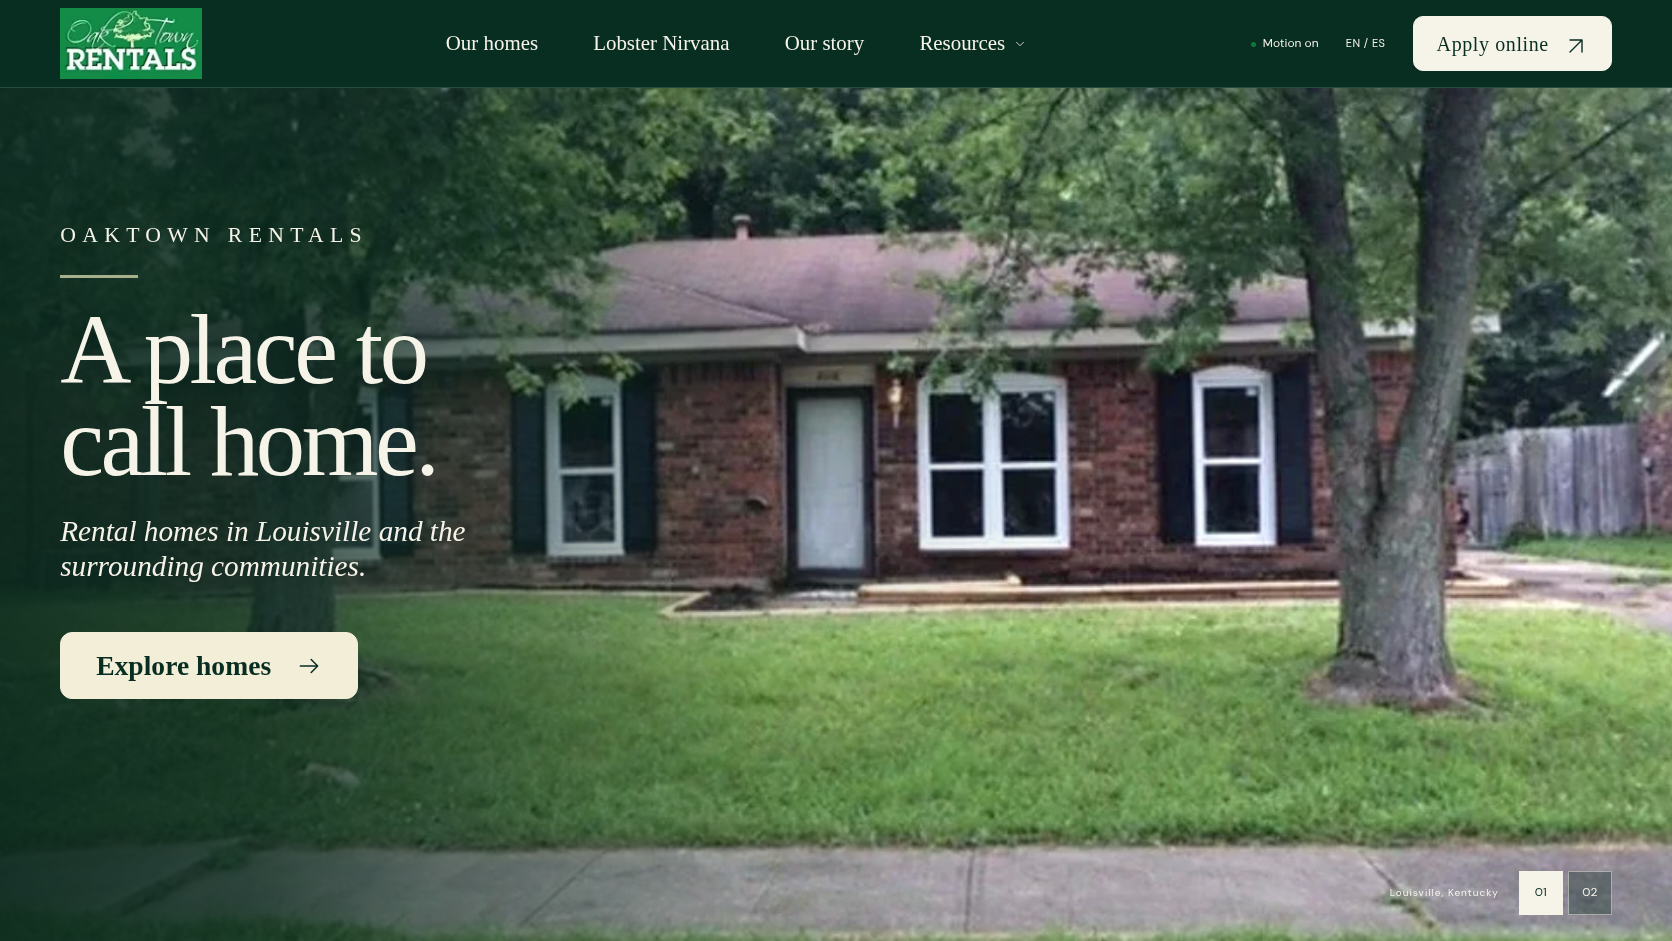 Oak Town
RENTALS
Our homes
Lobster Nirvana
Our story
Resources
Motion on
EN / ES
Apply online
OAKTOWN RENTALS
A place to
call home.
Rental homes in Louisville and the
surrounding communities.
Explore homes
Louisville, Kentucky
01
02